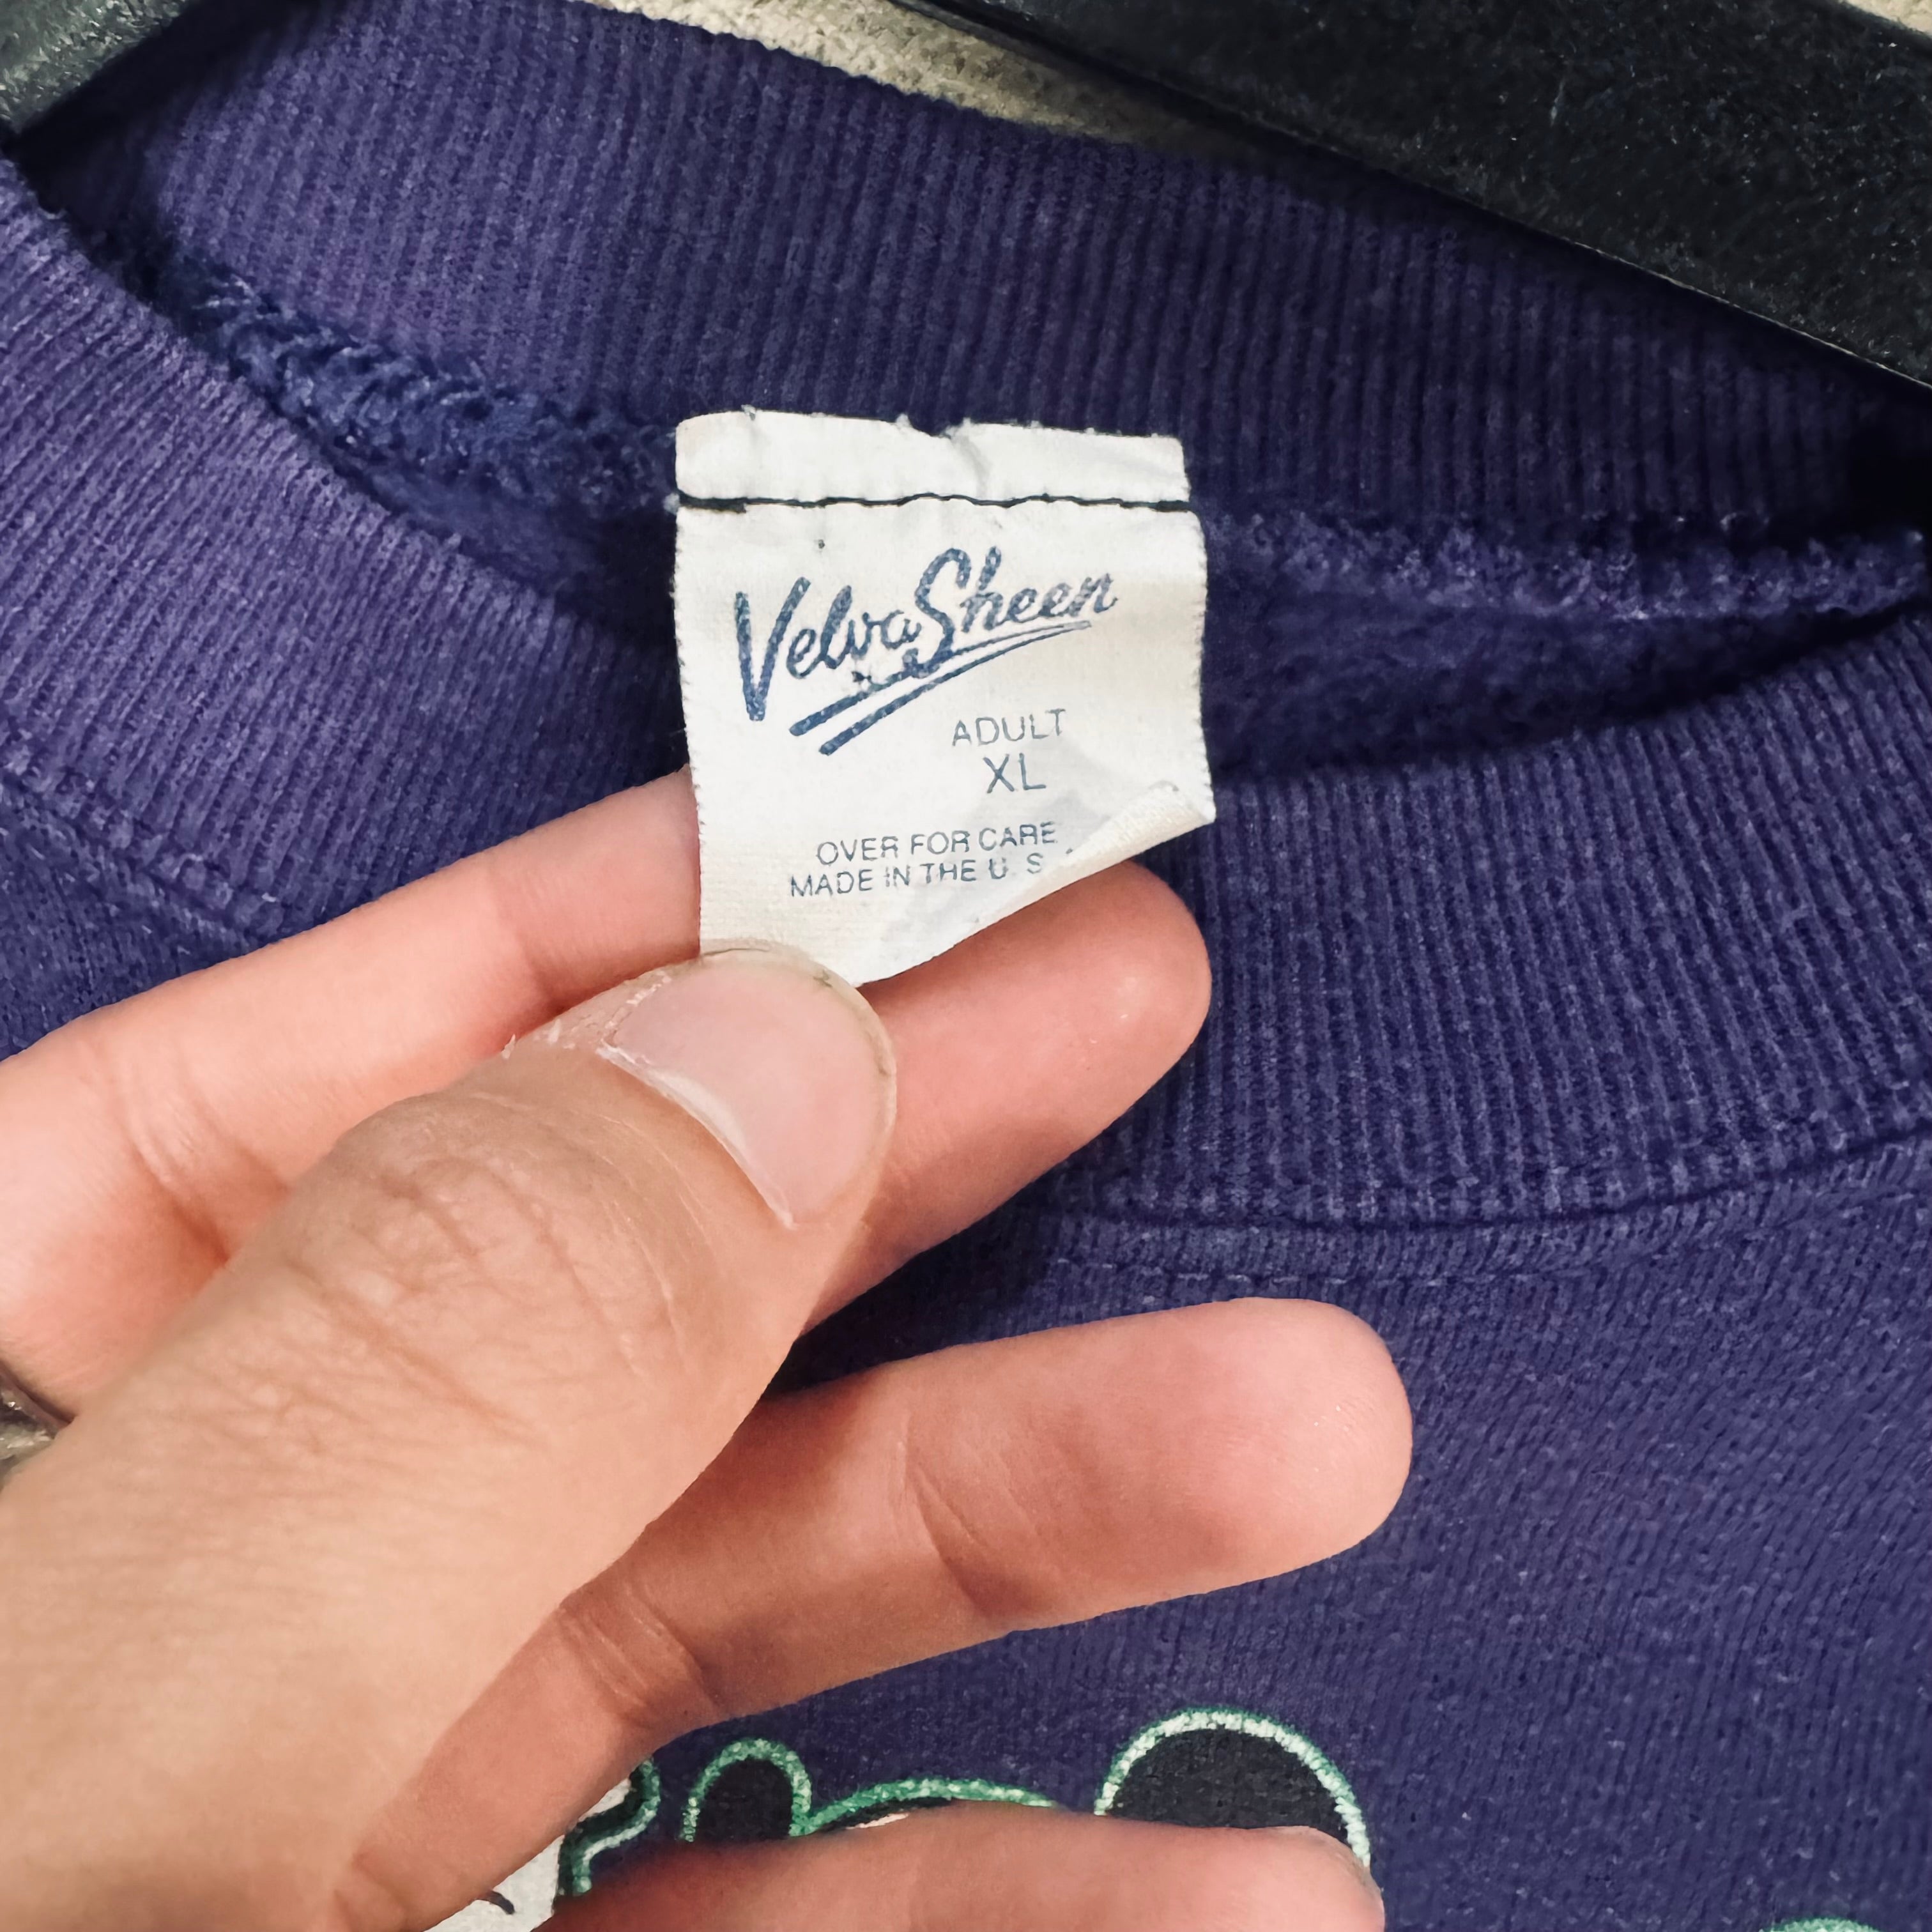 VelvaSheen
ADULT
XL
OVER FOR CARE
MADE IN THE U.S.